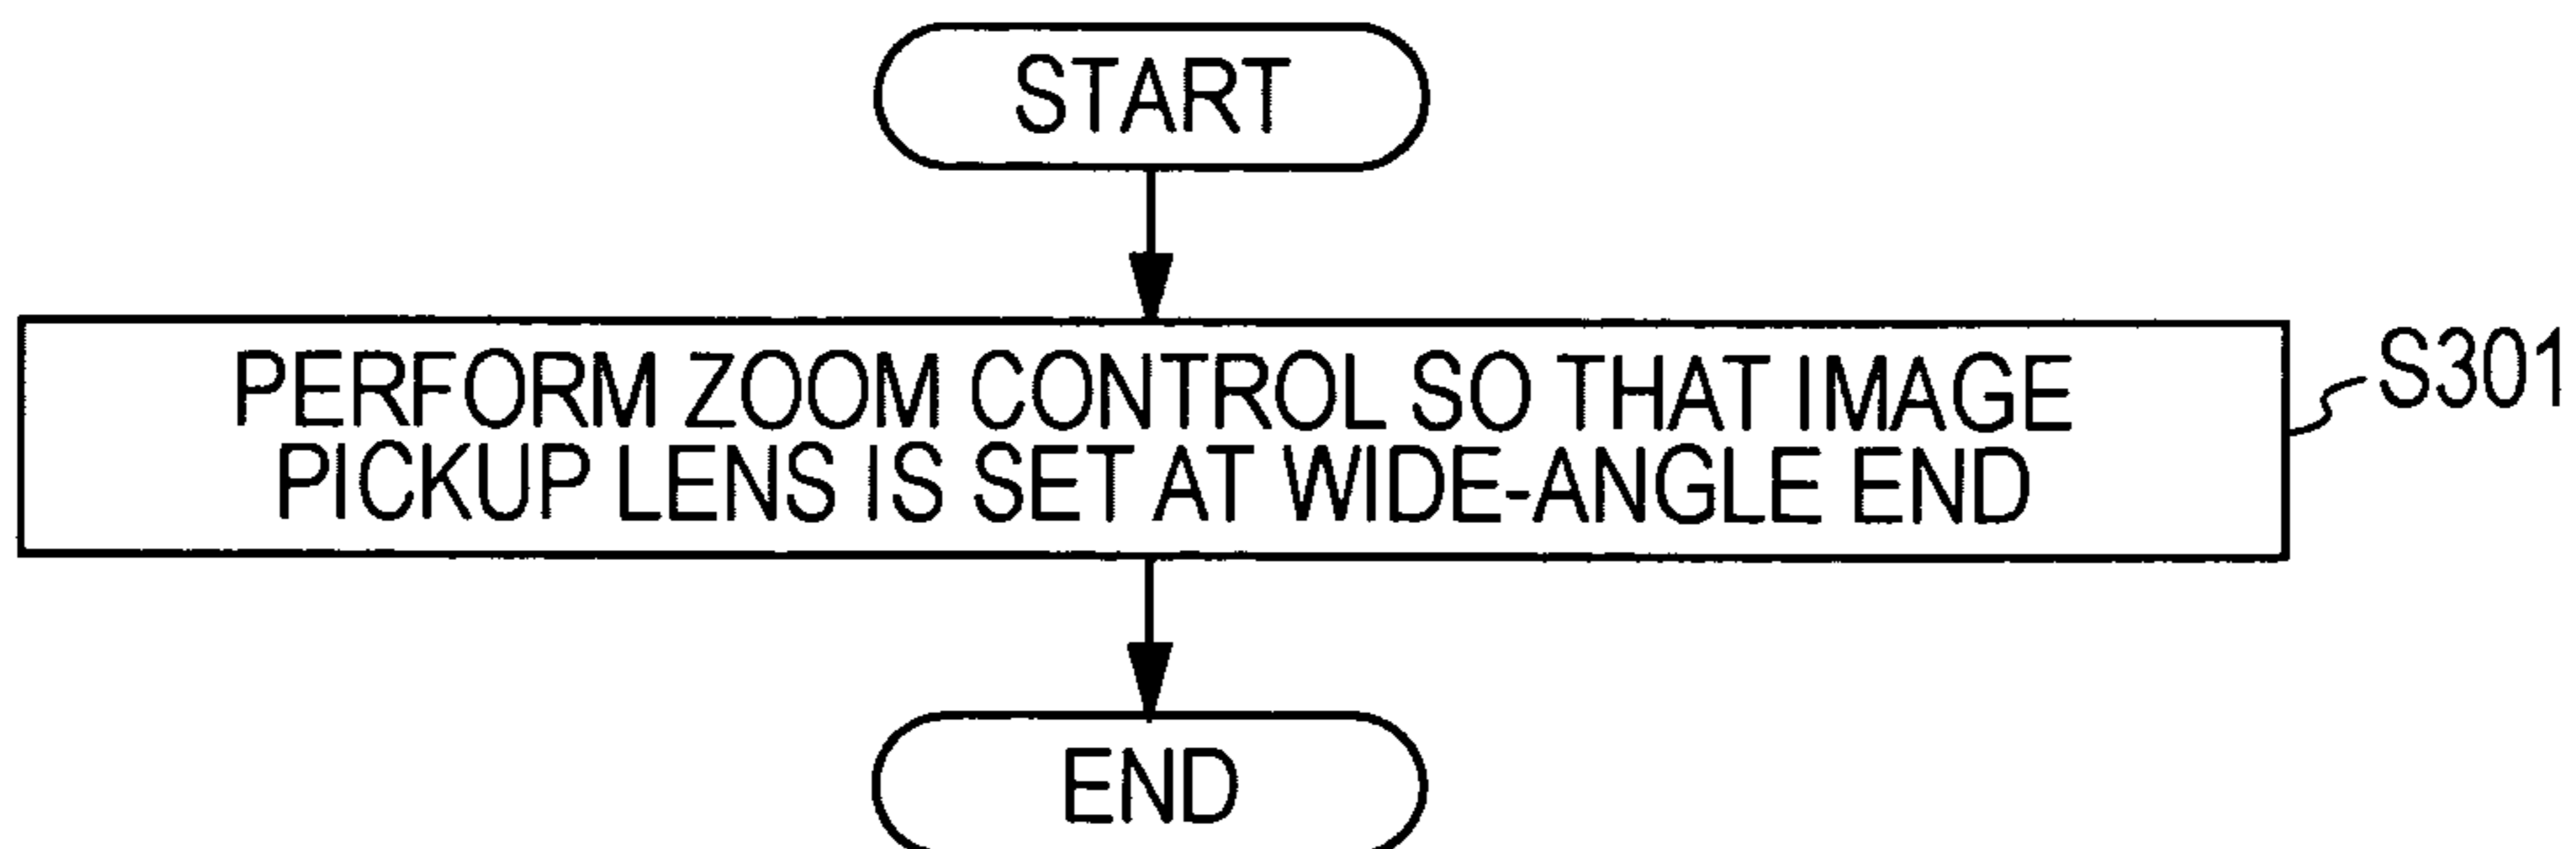 START
PERFORM ZOOM CONTROL SO THAT IMAGE
PICKUP LENS IS SET AT WIDE-ANGLE END
S301
END